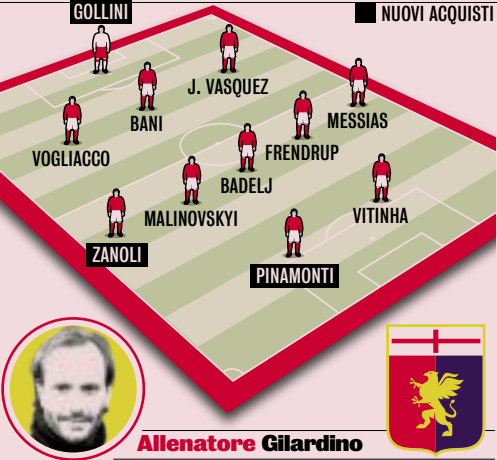 GOLLINI
NUOVI ACQUISTI
J. VASQUEZ
BANI
MESSIAS
VOGLIACCO
FRENDRUP
BADELJ
MALINOVSKYI
VITINHA
ZANOLI
PINAMONTI
Allenatore Gilardino